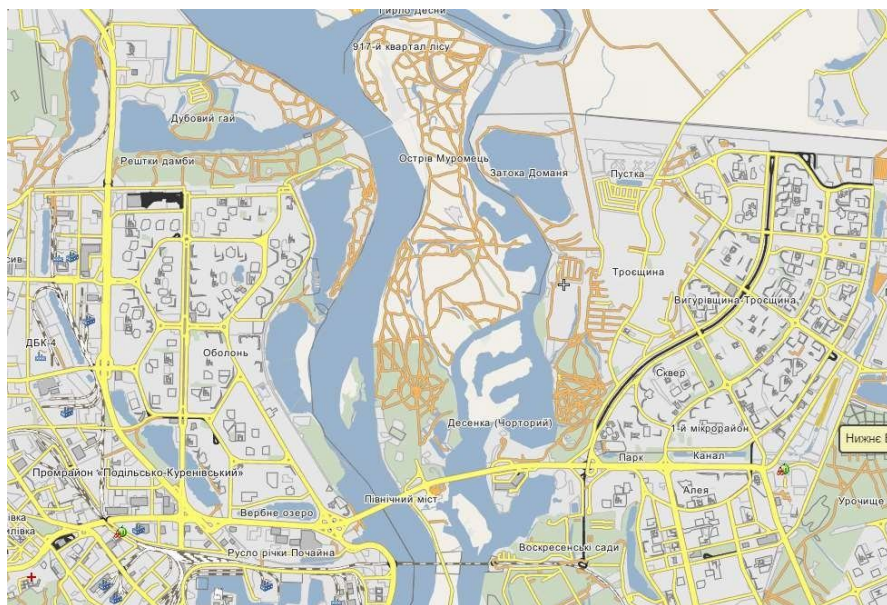 Гирло Десни
917-й квартал лісу
Дубовий гай
Рештки дамби
Острів Муромець
Затока Доманя
Пустка
Троєщина
Вигурівщина-Троєщина
ДБК-4
Оболонь
Сквер
Десенка (Чорторий)
1-й мікрорайон
Нижнє
Парк
Канал
Промрайон «Подільсько-Куренівський»
Північний міст
Алея
Урочище
Вербне озеро
Русло річки Почайна
Воскресенські сади